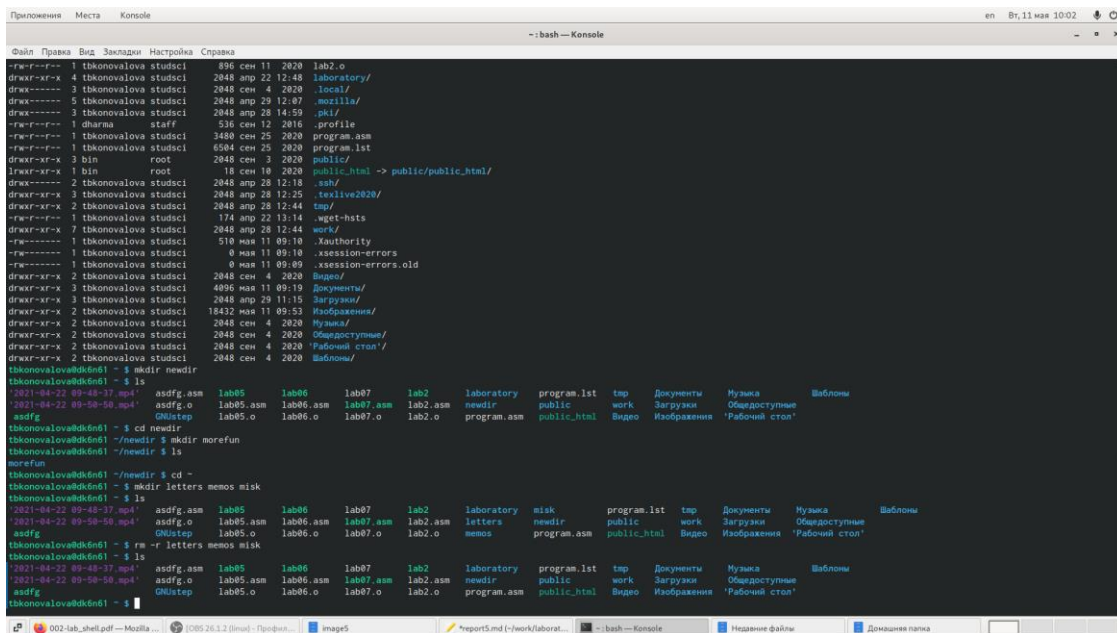 Приложения Места Konsole en Вт, 11 мая 10:02
~ : bash — Konsole
Файл Правка Вид Закладки Настройка Справка
-rw-r--r-- 1 tbkonovalova studsci 896 сен 11 2020 lab2.o
drwxr-xr-x 4 tbkonovalova studsci 2048 апр 22 12:48 laboratory/
drwx------ 3 tbkonovalova studsci 2048 сен 4 2020 .local/
drwx------ 5 tbkonovalova studsci 2048 апр 29 12:07 .mozilla/
drwx------ 3 tbkonovalova studsci 2048 апр 28 14:59 .pki/
-rw-r--r-- 1 dharma staff 536 сен 12 2016 .profile
-rw-r--r-- 1 tbkonovalova studsci 3480 сен 25 2020 program.asm
-rw-r--r-- 1 tbkonovalova studsci 6504 сен 25 2020 program.lst
drwxr-xr-x 3 bin root 2048 сен 3 2020 public/
lrwxr-xr-x 1 bin root 18 сен 10 2020 public_html -> public/public_html/
drwx------ 2 tbkonovalova studsci 2048 апр 28 12:18 .ssh/
drwxr-xr-x 3 tbkonovalova studsci 2048 апр 28 12:25 .texlive2020/
drwxr-xr-x 2 tbkonovalova studsci 2048 апр 28 12:44 tmp/
-rw-r--r-- 1 tbkonovalova studsci 174 апр 22 13:14 .wget-hsts
drwxr-xr-x 7 tbkonovalova studsci 2048 апр 28 12:44 work/
-rw------- 1 tbkonovalova studsci 510 мая 11 09:10 .Xauthority
-rw------- 1 tbkonovalova studsci 0 мая 11 09:10 .xsession-errors
-rw------- 1 tbkonovalova studsci 0 мая 11 09:09 .xsession-errors.old
drwxr-xr-x 2 tbkonovalova studsci 2048 сен 4 2020 Видео/
drwxr-xr-x 3 tbkonovalova studsci 4096 мая 11 09:19 Документы/
drwxr-xr-x 3 tbkonovalova studsci 2048 апр 29 11:15 Загрузки/
drwxr-xr-x 2 tbkonovalova studsci 18432 мая 11 09:53 Изображения/
drwxr-xr-x 2 tbkonovalova studsci 2048 сен 4 2020 Музыка/
drwxr-xr-x 2 tbkonovalova studsci 2048 сен 4 2020 Общедоступные/
drwxr-xr-x 2 tbkonovalova studsci 2048 сен 4 2020 'Рабочий стол'/
drwxr-xr-x 2 tbkonovalova studsci 2048 сен 4 2020 Шаблоны/
tbkonovalova@dk6n61 ~ $ mkdir newdir
tbkonovalova@dk6n61 ~ $ ls
'2021-04-22 09-48-37.mp4' asdfg.asm lab05 lab06 lab07 lab2 laboratory program.lst tmp Документы Музыка Шаблоны
'2021-04-22 09-50-50.mp4' asdfg.o lab05.asm lab06.asm lab07.asm lab2.asm newdir public work Загрузки Общедоступные
asdfg GNUstep lab05.o lab06.o lab07.o lab2.o program.asm public_html Видео Изображения 'Рабочий стол'
tbkonovalova@dk6n61 ~ $ cd newdir
tbkonovalova@dk6n61 ~/newdir $ mkdir morefun
tbkonovalova@dk6n61 ~/newdir $ ls
morefun
tbkonovalova@dk6n61 ~/newdir $ cd ~
tbkonovalova@dk6n61 ~ $ mkdir letters memos misk
tbkonovalova@dk6n61 ~ $ ls
'2021-04-22 09-48-37.mp4' asdfg.asm lab05 lab06 lab07 lab2 laboratory misk program.lst tmp Документы Музыка Шаблоны
'2021-04-22 09-50-50.mp4' asdfg.o lab05.asm lab06.asm lab07.asm lab2.asm letters newdir public work Загрузки Общедоступные
asdfg GNUstep lab05.o lab06.o lab07.o lab2.o memos program.asm public_html Видео Изображения 'Рабочий стол'
tbkonovalova@dk6n61 ~ $ rm -r letters memos misk
tbkonovalova@dk6n61 ~ $ ls
'2021-04-22 09-48-37.mp4' asdfg.asm lab05 lab06 lab07 lab2 laboratory program.lst tmp Документы Музыка Шаблоны
'2021-04-22 09-50-50.mp4' asdfg.o lab05.asm lab06.asm lab07.asm lab2.asm newdir public work Загрузки Общедоступные
asdfg GNUstep lab05.o lab06.o lab07.o lab2.o program.asm public_html Видео Изображения 'Рабочий стол'
tbkonovalova@dk6n61 ~ $
002-lab_shell.pdf — Mozilla ... [OBS 26.1.2 (linux) - Профил... image5 *report5.md (~/work/laborat... ~ : bash — Konsole Недавние файлы Домашняя папка